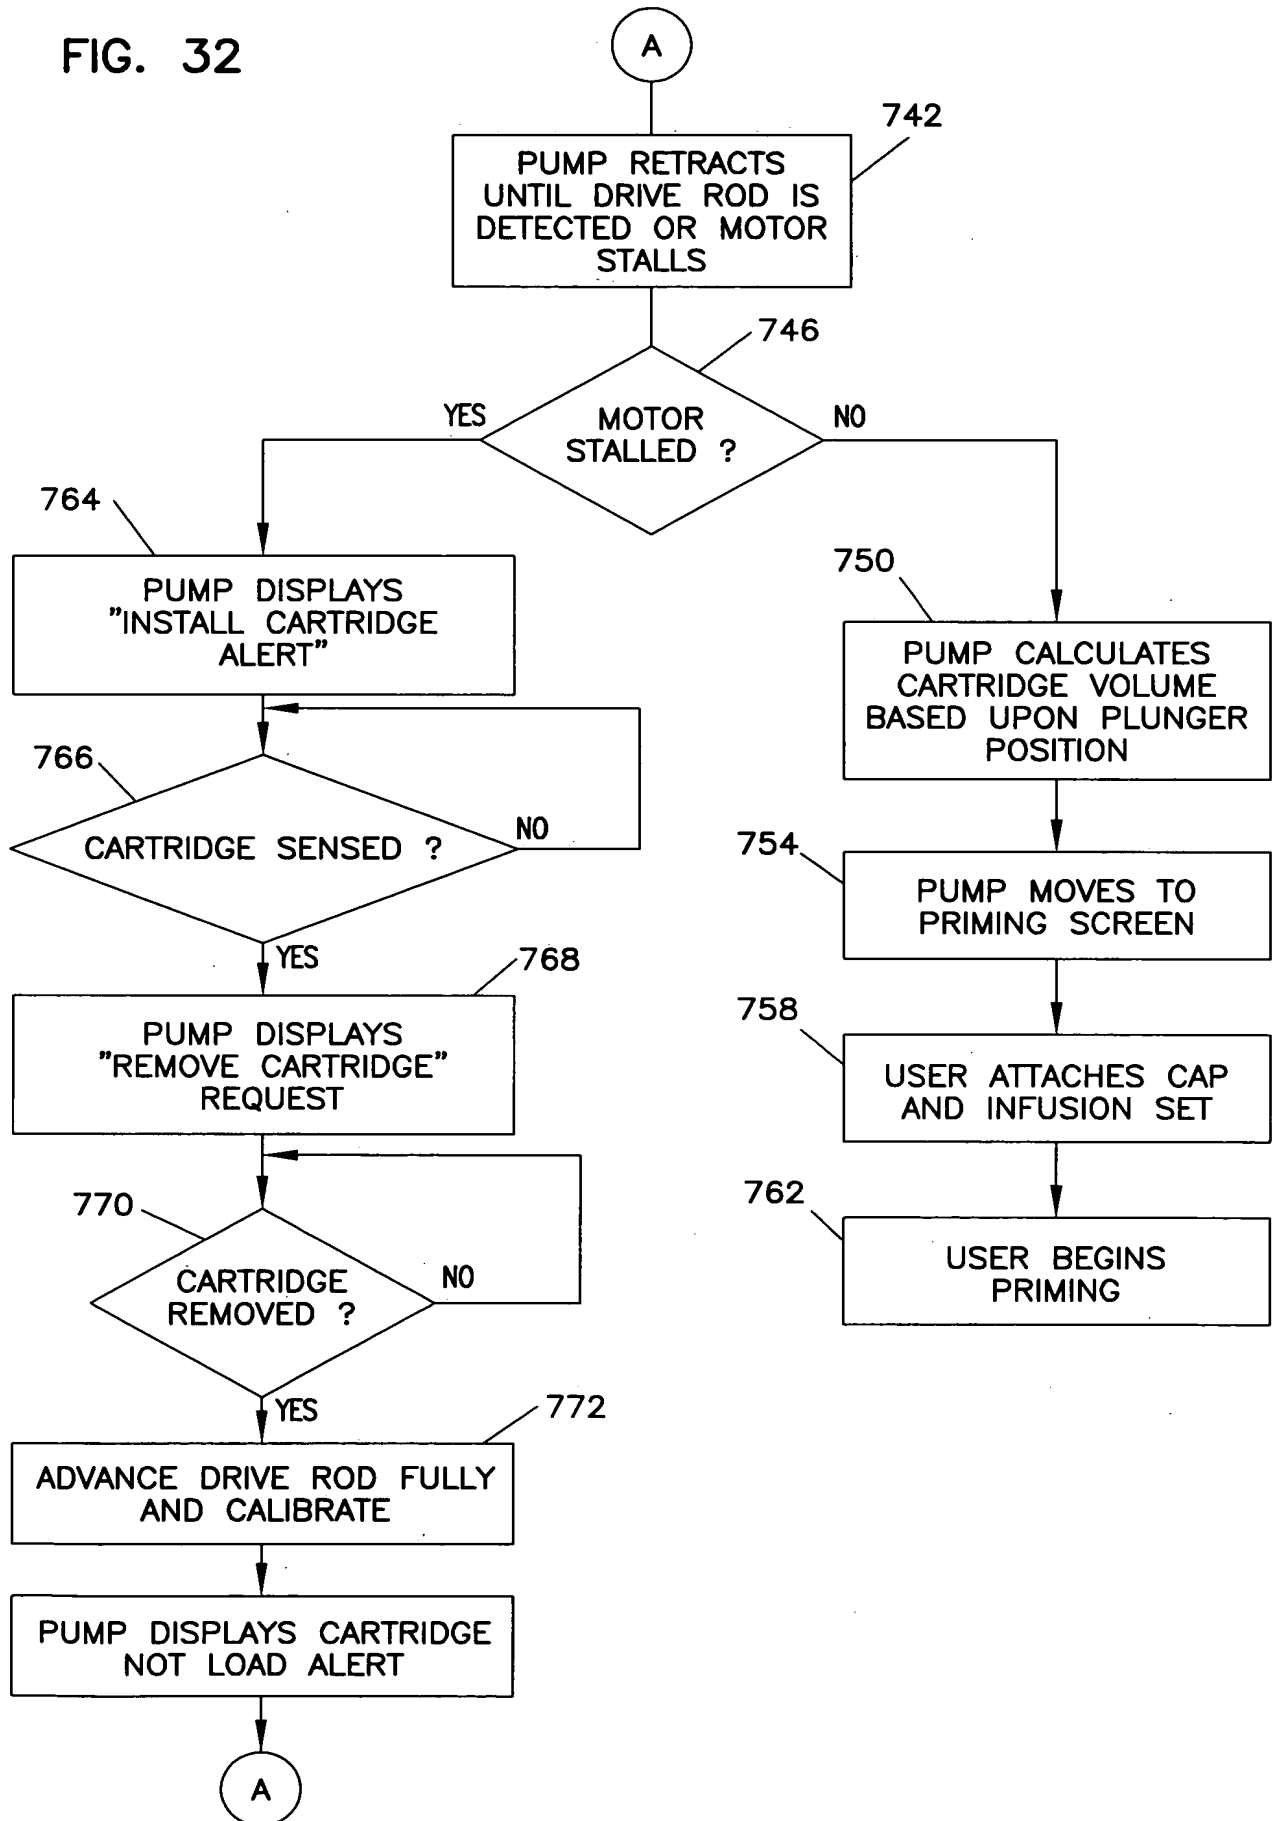 FIG. 32
A
742
PUMP RETRACTS
UNTIL DRIVE ROD IS
DETECTED OR MOTOR
STALLS
746
MOTOR
STALLED ?
YES
NO
764
PUMP DISPLAYS
"INSTALL CARTRIDGE
ALERT"
766
CARTRIDGE SENSED ?
NO
YES
768
PUMP DISPLAYS
"REMOVE CARTRIDGE"
REQUEST
770
CARTRIDGE
REMOVED ?
NO
YES
772
ADVANCE DRIVE ROD FULLY
AND CALIBRATE
PUMP DISPLAYS CARTRIDGE
NOT LOAD ALERT
A
750
PUMP CALCULATES
CARTRIDGE VOLUME
BASED UPON PLUNGER
POSITION
754
PUMP MOVES TO
PRIMING SCREEN
758
USER ATTACHES CAP
AND INFUSION SET
762
USER BEGINS
PRIMING